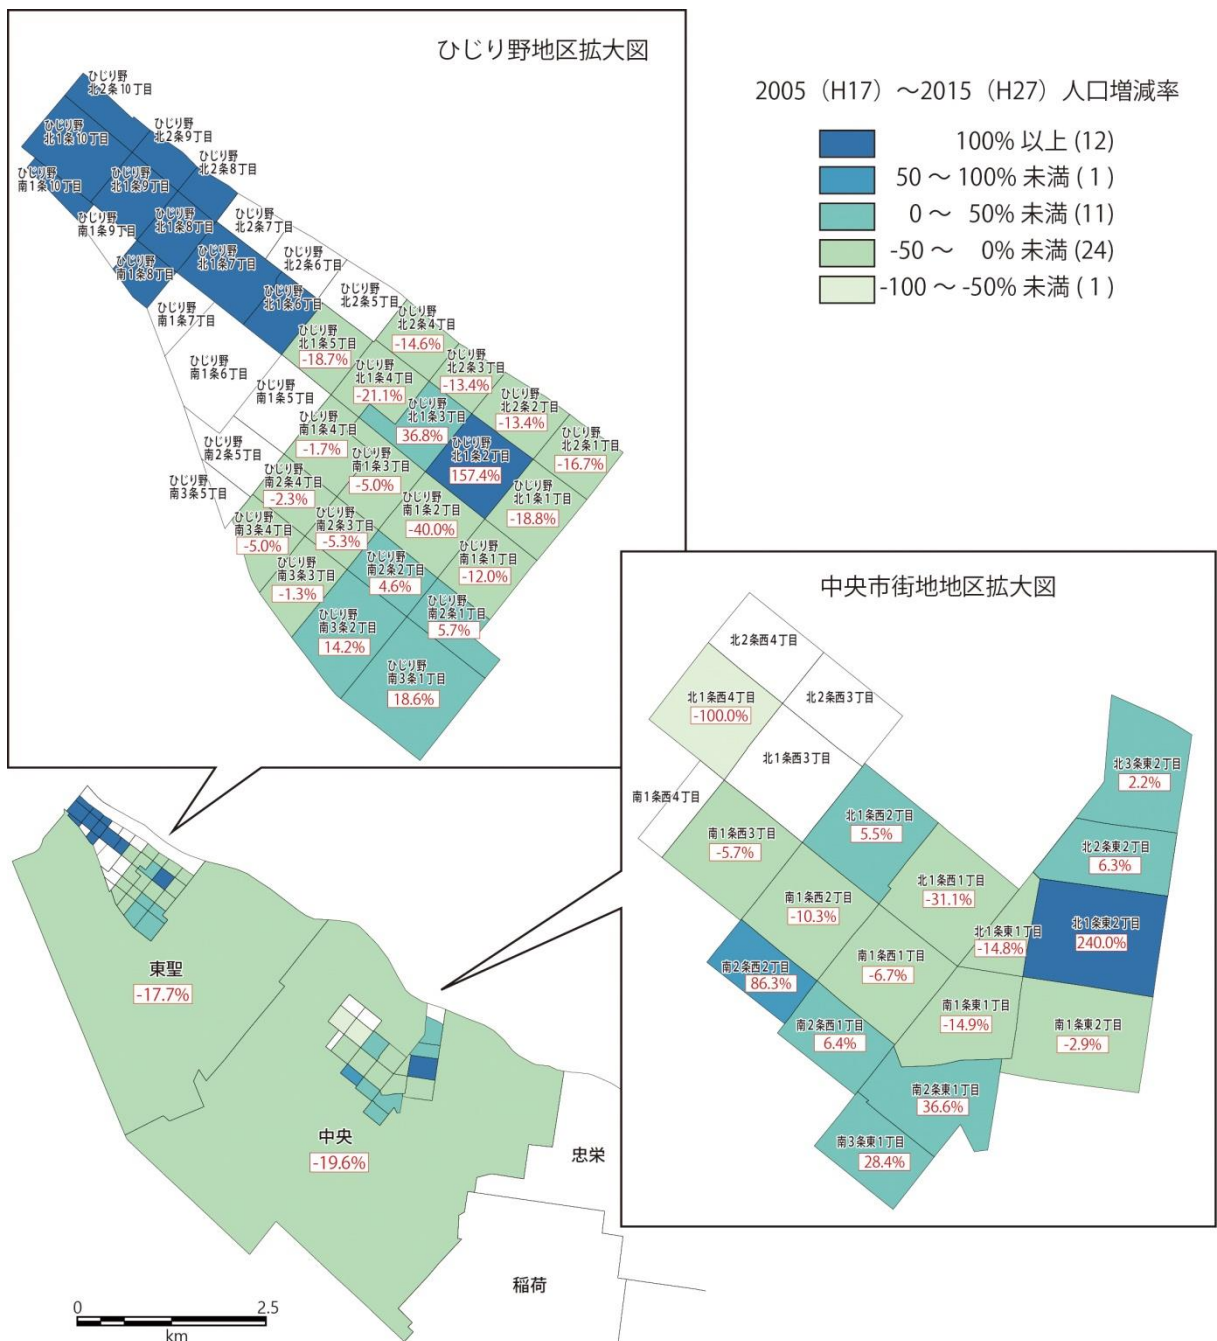 ひじり野地区拡大図
ひじり野
北2条10丁目
ひじり野
北1条10丁目
ひじり野
北2条9丁目
ひじり野
北2条8丁目
ひじり野
南1条10丁目
ひじり野
北1条9丁目
ひじり野
南1条9丁目
ひじり野
北1条8丁目
ひじり野
北2条7丁目
ひじり野
南1条8丁目
ひじり野
北1条7丁目
ひじり野
北2条6丁目
ひじり野
南1条7丁目
ひじり野
北1条6丁目
ひじり野
北2条5丁目
ひじり野
北2条4丁目
-14.6%
ひじり野
北1条5丁目
-18.7%
ひじり野
南1条6丁目
ひじり野
北1条4丁目
-21.1%
ひじり野
北2条3丁目
-13.4%
ひじり野
南1条5丁目
ひじり野
北1条3丁目
36.8%
ひじり野
北2条2丁目
-13.4%
ひじり野
南1条4丁目
-1.7%
ひじり野
北1条2丁目
157.4%
ひじり野
北2条1丁目
-16.7%
ひじり野
南2条5丁目
ひじり野
南1条3丁目
-5.0%
ひじり野
南2条4丁目
-2.3%
ひじり野
南3条5丁目
ひじり野
北1条1丁目
-18.8%
ひじり野
南1条2丁目
-40.0%
ひじり野
南2条3丁目
-5.3%
ひじり野
南3条4丁目
-5.0%
ひじり野
南1条1丁目
-12.0%
ひじり野
南2条2丁目
4.6%
ひじり野
南3条3丁目
-1.3%
ひじり野
南2条1丁目
5.7%
ひじり野
南3条2丁目
14.2%
ひじり野
南3条1丁目
18.6%
2005（H17）～2015（H27）人口増減率
100% 以上 (12)
50 ～ 100% 未満 ( 1 )
0 ～ 50% 未満 (11)
-50 ～ 0% 未満 (24)
-100 ～ -50% 未満 ( 1 )
中央市街地地区拡大図
北2条西4丁目
北2条西3丁目
北1条西4丁目
-100.0%
北1条西3丁目
北3条東2丁目
2.2%
南1条西4丁目
北1条西2丁目
5.5%
南1条西3丁目
-5.7%
北2条東2丁目
6.3%
北1条西1丁目
-31.1%
南1条西2丁目
-10.3%
北1条東1丁目
-14.8%
北1条東2丁目
240.0%
南1条西1丁目
-6.7%
南2条西2丁目
86.3%
南1条東1丁目
-14.9%
南1条東2丁目
-2.9%
南2条西1丁目
6.4%
南2条東1丁目
36.6%
南3条東1丁目
28.4%
東聖
-17.7%
中央
-19.6%
忠栄
稲荷
0 2.5
km